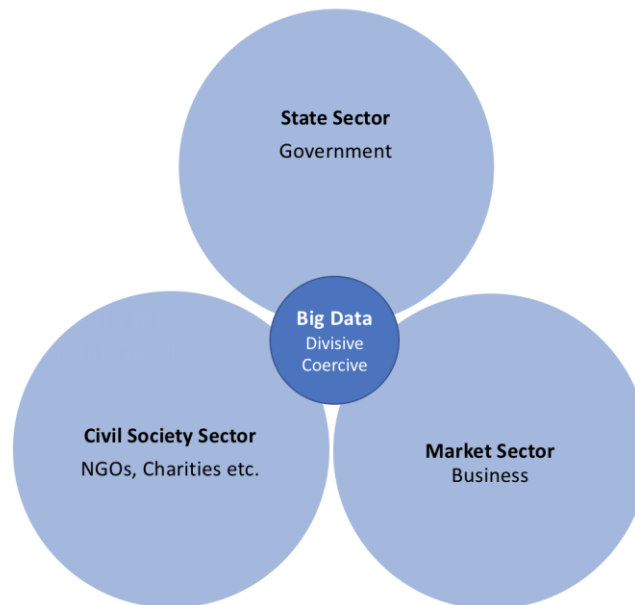 State Sector
Government
Big Data
Divisive
Coercive
Civil Society Sector
NGOs, Charities etc.
Market Sector
Business